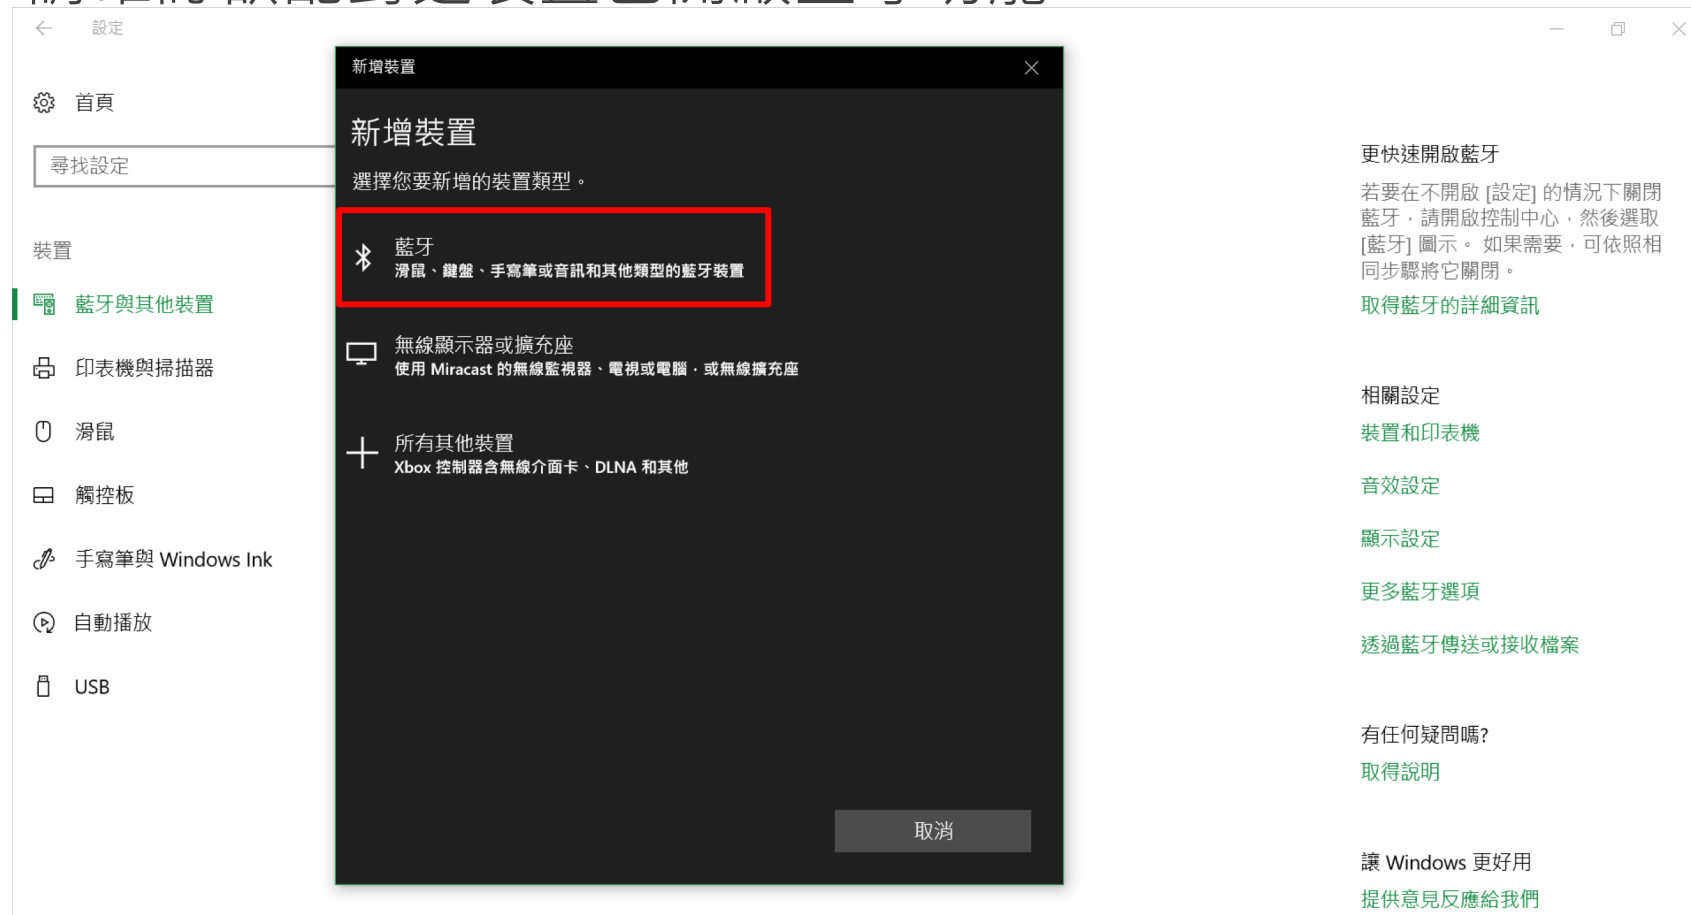 設定
首頁
尋找設定
裝置
藍牙與其他裝置
印表機與掃描器
滑鼠
觸控板
手寫筆與 Windows Ink
自動播放
USB
新增裝置
新增裝置
選擇您要新增的裝置類型。
藍牙
滑鼠、鍵盤、手寫筆或音訊和其他類型的藍牙裝置
無線顯示器或擴充座
使用 Miracast 的無線監視器、電視或電腦，或無線擴充座
所有其他裝置
Xbox 控制器含無線介面卡、DLNA 和其他
取消
更快速開啟藍牙
若要在不開啟 [設定] 的情況下關閉
藍牙，請開啟控制中心，然後選取
[藍牙] 圖示。 如果需要，可依照相
同步驟將它關閉。
取得藍牙的詳細資訊
相關設定
裝置和印表機
音效設定
顯示設定
更多藍牙選項
透過藍牙傳送或接收檔案
有任何疑問嗎?
取得說明
讓 Windows 更好用
提供意見反應給我們